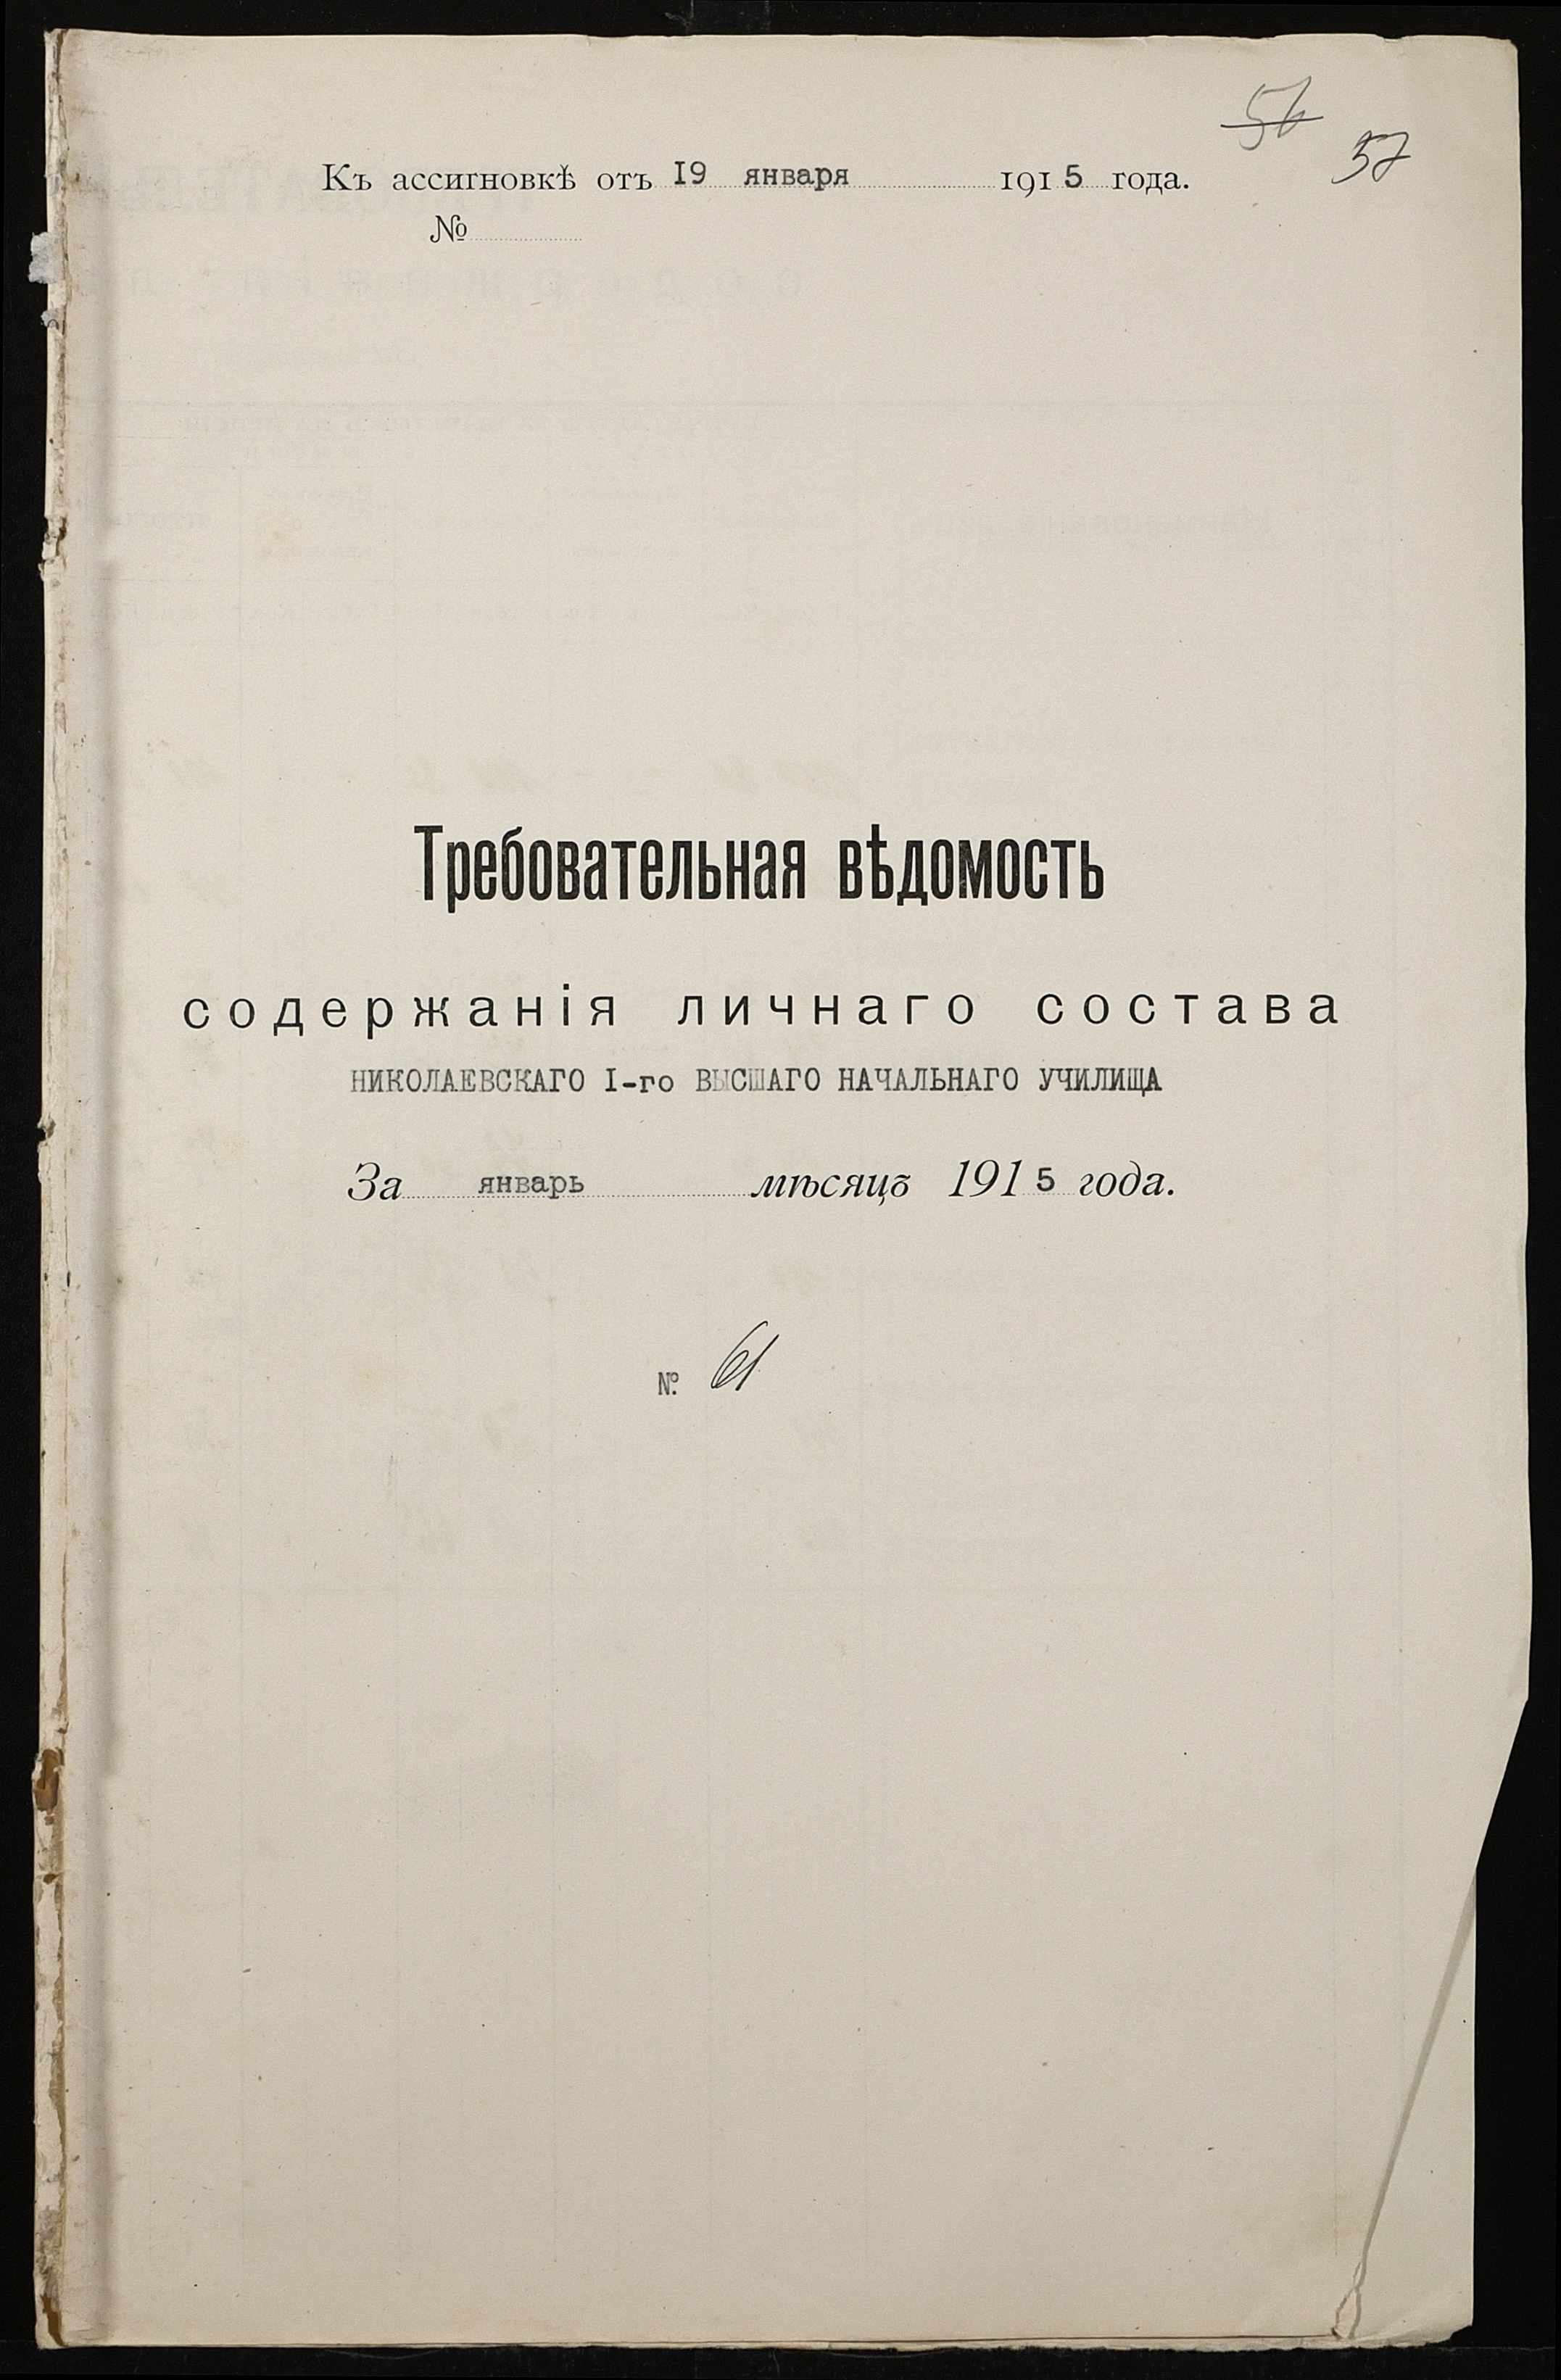 56
57
Къ ассигновкѣ отъ 19 января 1915 года.
№
Требовательная вѣдомость
содержанія личнаго состава
НИКОЛАЕВСКАГО I-го ВЫСШАГО НАЧАЛЬНАГО УЧИЛИЩА
За январь мѣсяцъ 1915 года.
№ 61